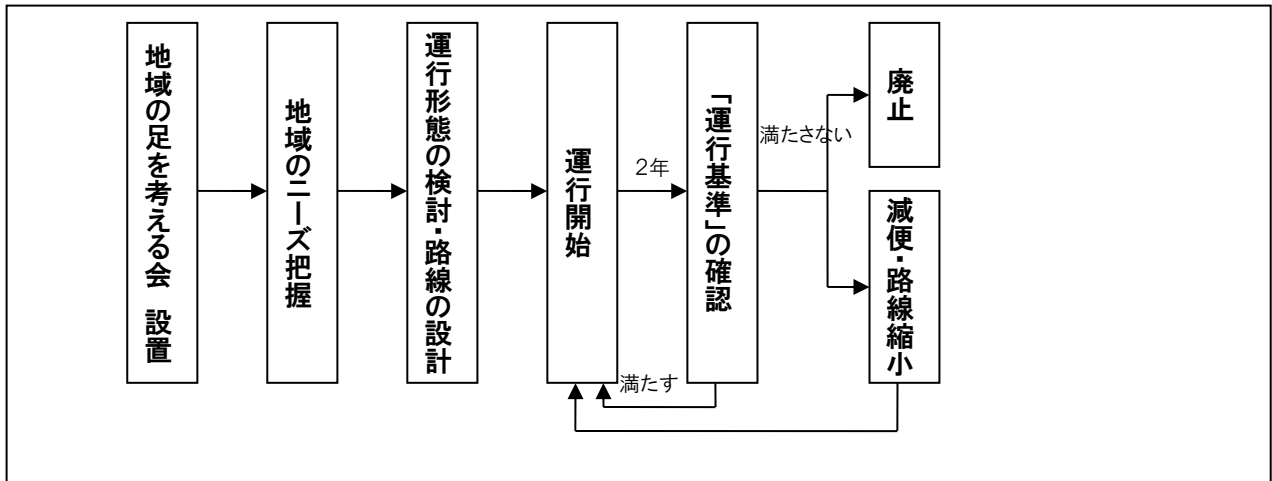 地域の足を考える会 設置
地域のニーズ把握
運行形態の検討・路線の設計
運行開始
2年
「運行基準」の確認
満たさない
廃止
減便・路線縮小
満たす